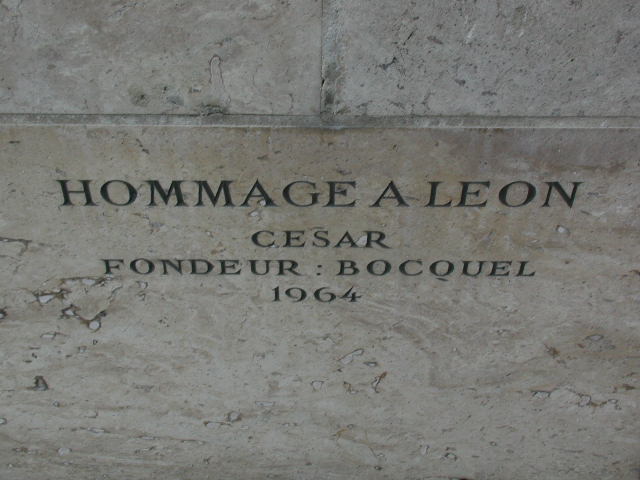 HOMMAGE A LEON
CESAR
FONDEUR : BOCQUEL
1964